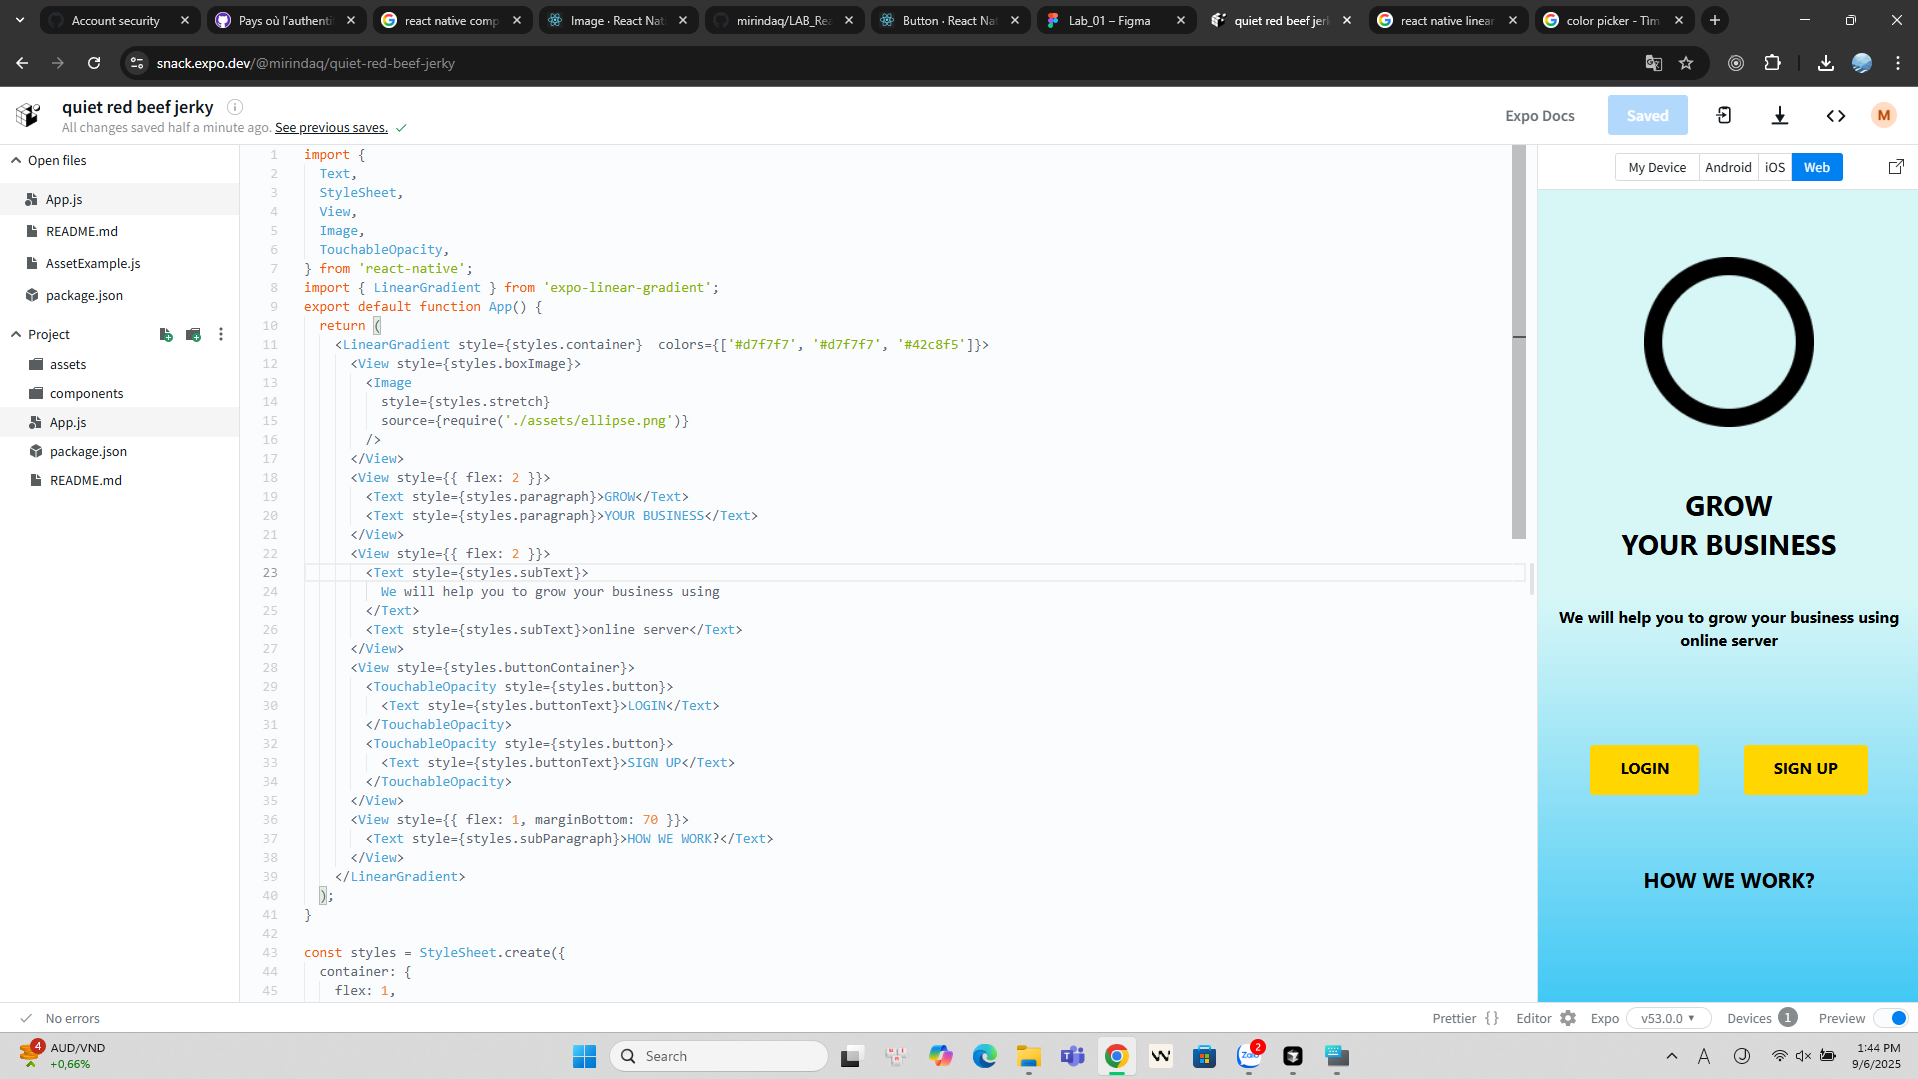 Account security
Pays où l'authenti
react native comp
Image · React Nati
mirindaq/LAB_Rea
Button · React Nat
Lab_01 – Figma
quiet red beef jerk
react native linear
color picker - Tìm
snack.expo.dev/@mirindaq/quiet-red-beef-jerky
quiet red beef jerky
All changes saved half a minute ago. See previous saves.
Expo Docs
Saved
M
Open files
App.js
README.md
AssetExample.js
package.json
Project
assets
components
App.js
package.json
README.md
1 import {
2 Text,
3 StyleSheet,
4 View,
5 Image,
6 TouchableOpacity,
7 } from 'react-native';
8 import { LinearGradient } from 'expo-linear-gradient';
9 export default function App() {
10 return (
11 <LinearGradient style={styles.container}  colors={['#d7f7f7', '#d7f7f7', '#42c8f5']}>
12 <View style={styles.boxImage}>
13 <Image
14 style={styles.stretch}
15 source={require('./assets/ellipse.png')}
16 />
17 </View>
18 <View style={{ flex: 2 }}>
19 <Text style={styles.paragraph}>GROW</Text>
20 <Text style={styles.paragraph}>YOUR BUSINESS</Text>
21 </View>
22 <View style={{ flex: 2 }}>
23 <Text style={styles.subText}>
24 We will help you to grow your business using
25 </Text>
26 <Text style={styles.subText}>online server</Text>
27 </View>
28 <View style={styles.buttonContainer}>
29 <TouchableOpacity style={styles.button}>
30 <Text style={styles.buttonText}>LOGIN</Text>
31 </TouchableOpacity>
32 <TouchableOpacity style={styles.button}>
33 <Text style={styles.buttonText}>SIGN UP</Text>
34 </TouchableOpacity>
35 </View>
36 <View style={{ flex: 1, marginBottom: 70 }}>
37 <Text style={styles.subParagraph}>HOW WE WORK?</Text>
38 </View>
39 </LinearGradient>
40 );
41 }
42
43 const styles = StyleSheet.create({
44 container: {
45 flex: 1,
My Device
Android
iOS
Web
GROW
YOUR BUSINESS
We will help you to grow your business using
online server
LOGIN
SIGN UP
HOW WE WORK?
No errors
Prettier {}
Editor
Expo
v53.0.0
Devices 1
Preview
4
AUD/VND
+0,66%
Search
Zalo
2
1:44 PM
9/6/2025